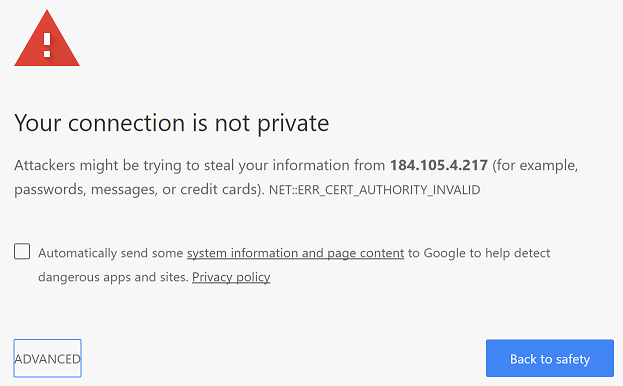 Your connection is not private
Attackers might be trying to steal your information from 184.105.4.217 (for example,
passwords, messages, or credit cards). NET::ERR_CERT_AUTHORITY_INVALID
Automatically send some system information and page content to Google to help detect
dangerous apps and sites. Privacy policy
ADVANCED
Back to safety